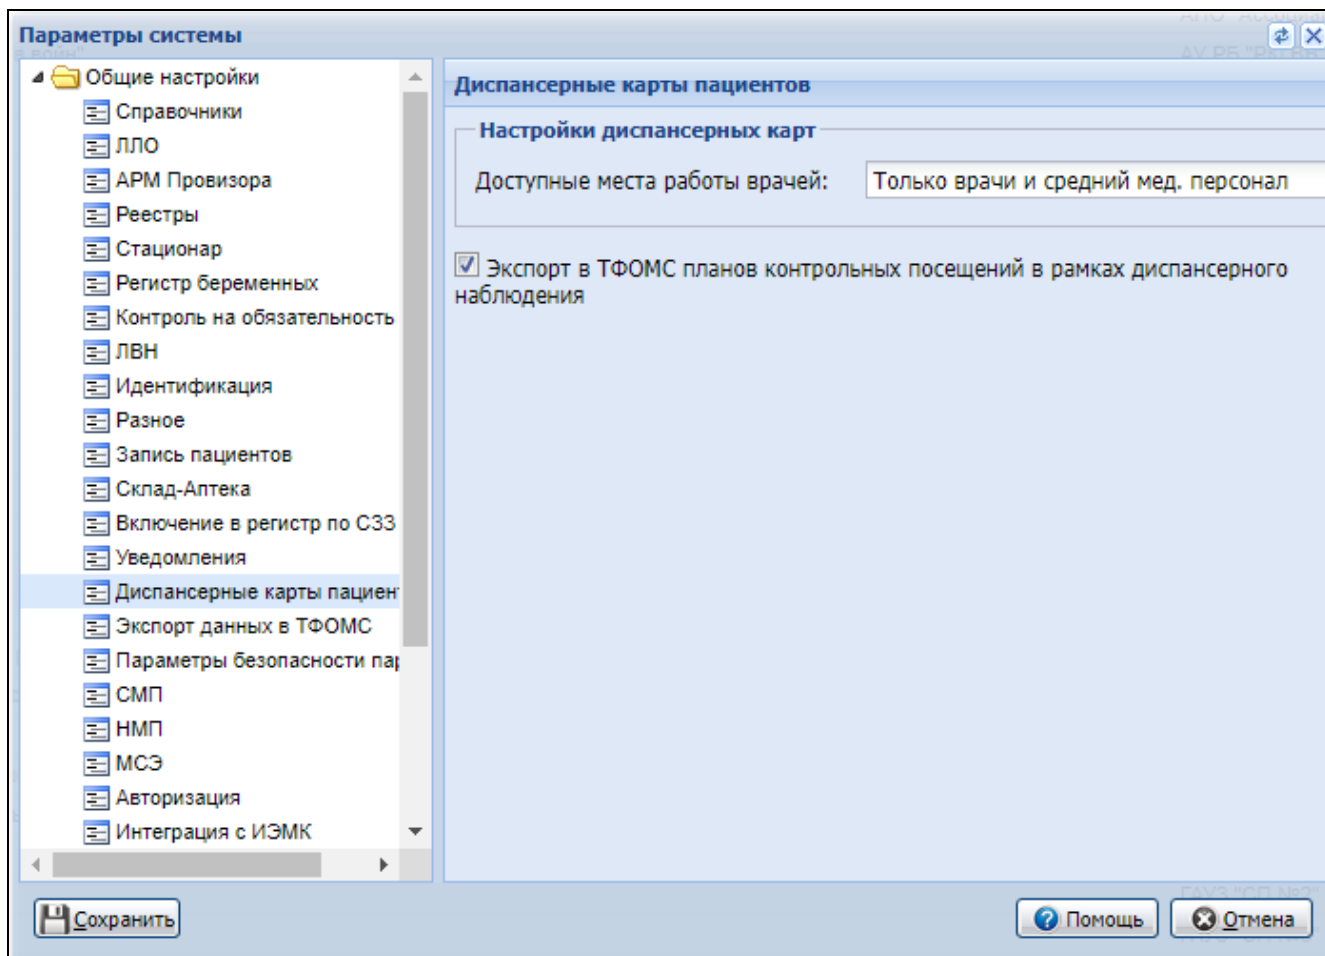 Параметры системы
Общие настройки
Справочники
ЛЛО
АРМ Провизора
Реестры
Стационар
Регистр беременных
Контроль на обязательность
ЛВН
Идентификация
Разное
Запись пациентов
Склад-Аптека
Включение в регистр по СЗЗ
Уведомления
Диспансерные карты пациен
Экспорт данных в ТФОМС
Параметры безопасности пар
СМП
НМП
МСЭ
Авторизация
Интеграция с ИЭМК
Диспансерные карты пациентов
Настройки диспансерных карт
Доступные места работы врачей: Только врачи и средний мед. персонал
Экспорт в ТФОМС планов контрольных посещений в рамках диспансерного
наблюдения
Сохранить Помощь Отмена